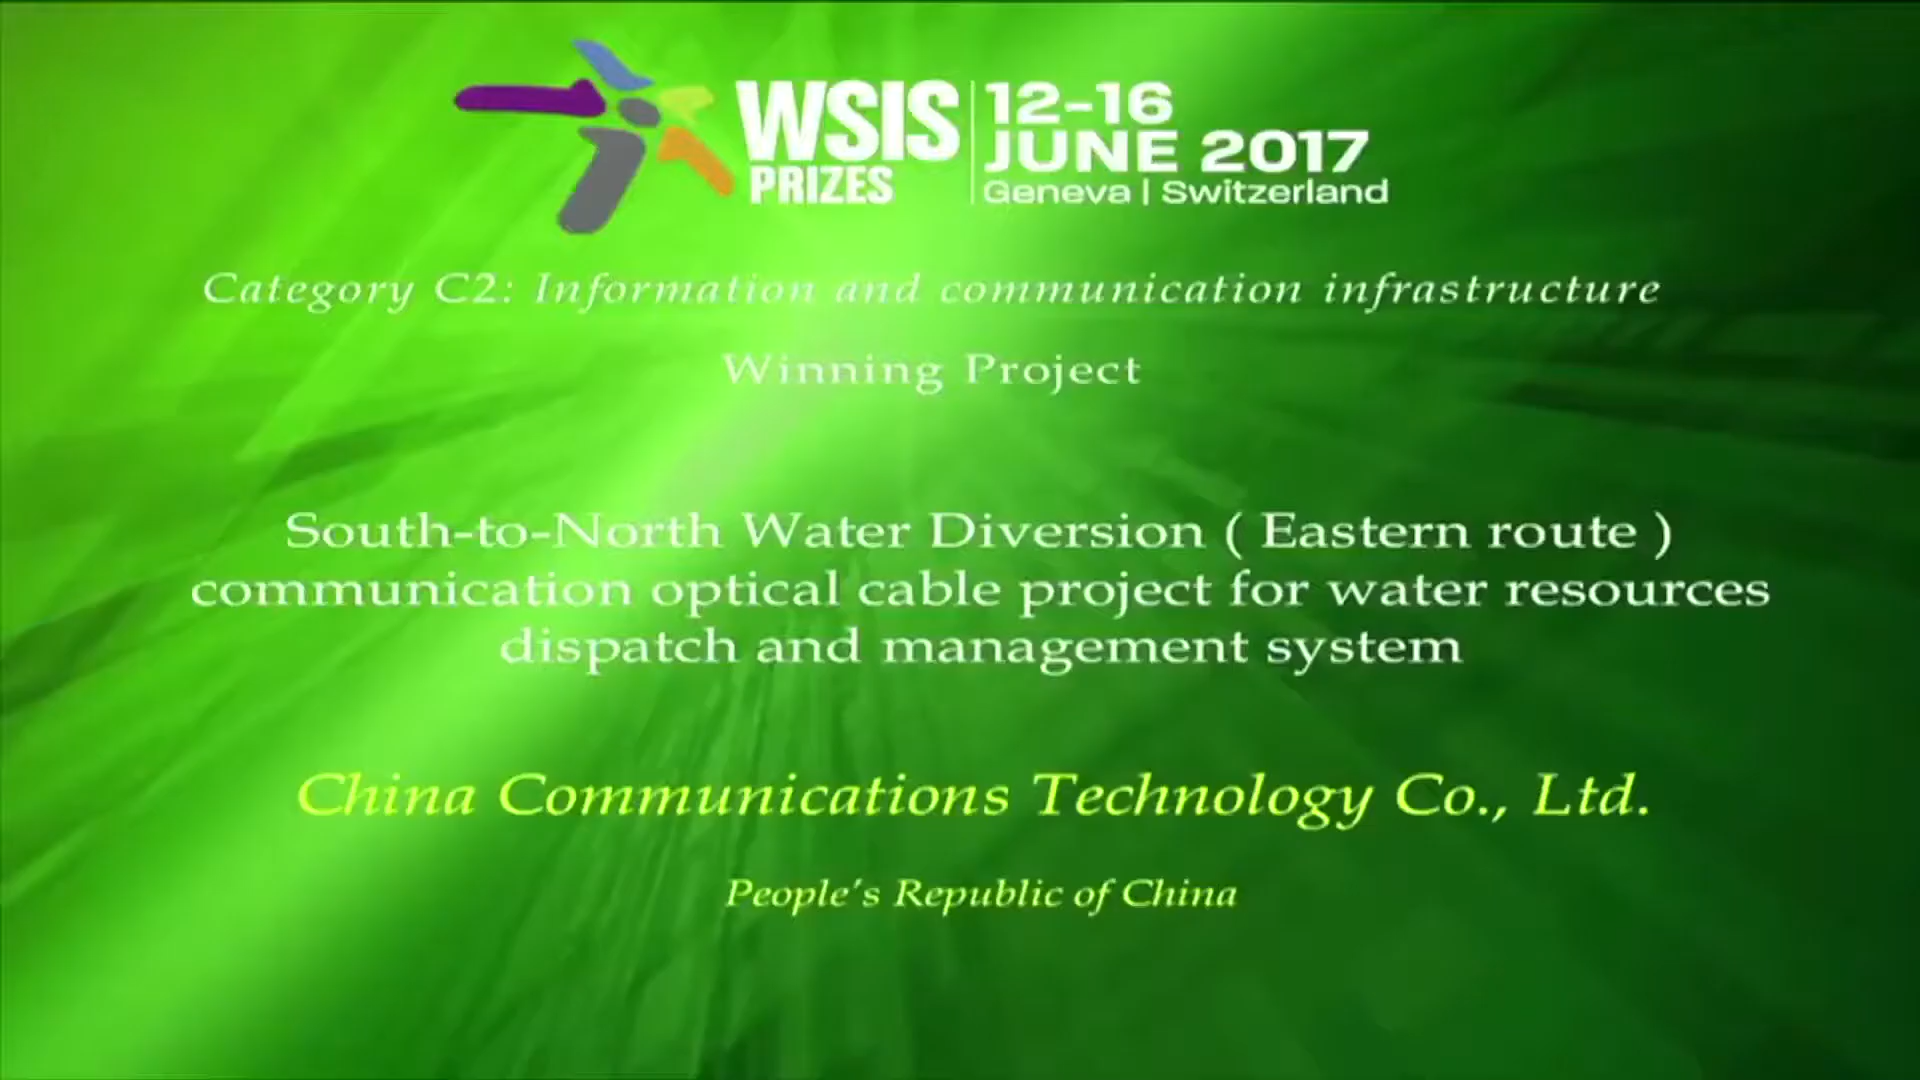 WSIS
PRIZES
12-16
JUNE 2017
Geneva | Switzerland
Category C2: Information and communication infrastructure
Winning Project
South-to-North Water Diversion ( Eastern route )
communication optical cable project for water resources
dispatch and management system
China Communications Technology Co., Ltd.
People's Republic of China